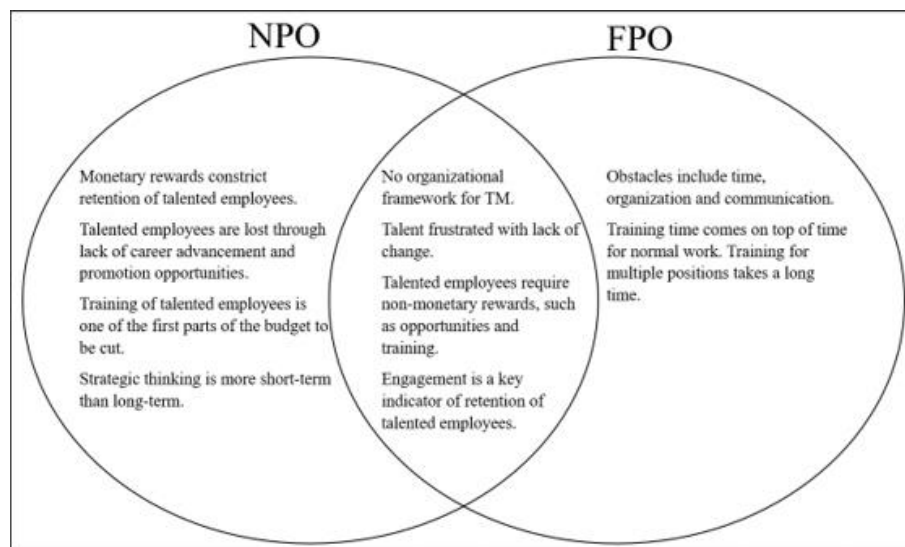 NPO
FPO
Monetary rewards constrict
retention of talented employees.
Talented employees are lost through
lack of career advancement and
promotion opportunities.
Training of talented employees is
one of the first parts of the budget to
be cut.
Strategic thinking is more short-term
than long-term.
No organizational
framework for TM.
Talent frustrated with lack of
change.
Talented employees require
non-monetary rewards, such
as opportunities and
training.
Engagement is a key
indicator of retention of
talented employees.
Obstacles include time,
organization and communication.
Training time comes on top of time
for normal work. Training for
multiple positions takes a long
time.